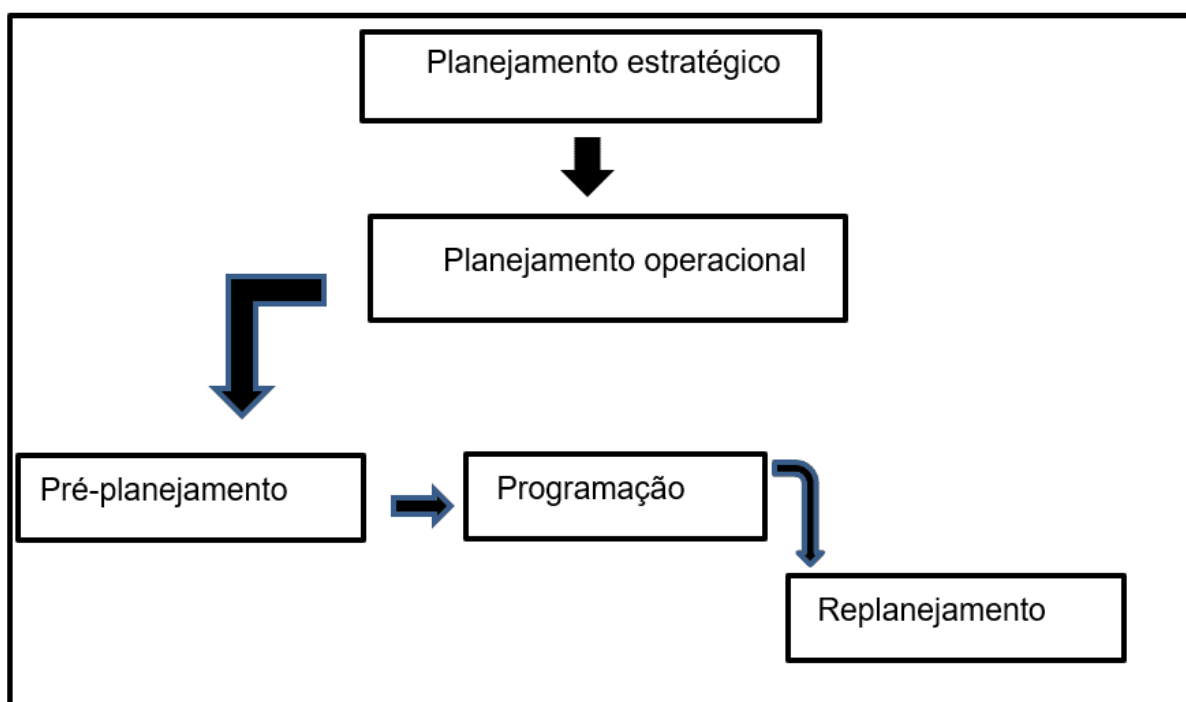 Planejamento estratégico
Planejamento operacional
Pré-planejamento
Programação
Replanejamento